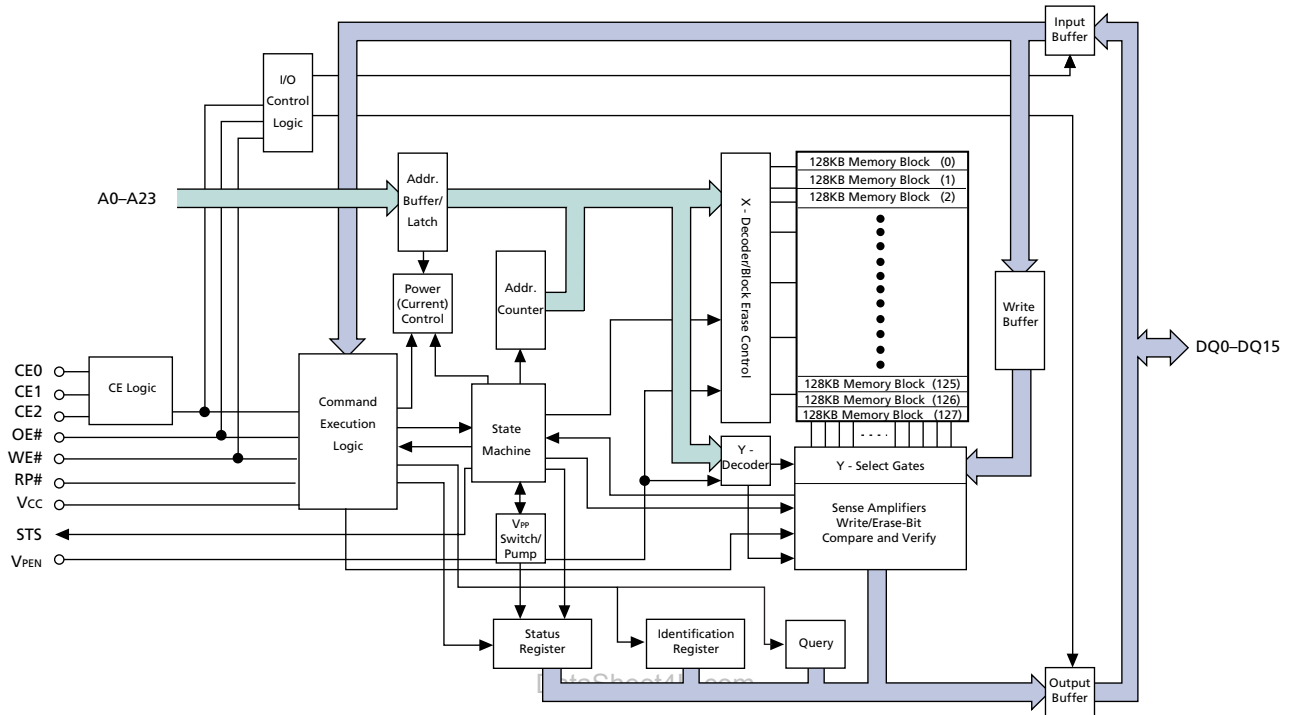 Input
Buffer
I/O
Control
Logic
A0–A23
Addr.
Buffer/
Latch
Power
(Current)
Control
Addr.
Counter
X - Decoder/Block Erase Control
128KB Memory Block (0)
128KB Memory Block (1)
128KB Memory Block (2)
128KB Memory Block (125)
128KB Memory Block (126)
128KB Memory Block (127)
Write
Buffer
DQ0–DQ15
CE0
CE1
CE2
OE#
WE#
RP#
VCC
STS
VPEN
CE Logic
Command
Execution
Logic
State
Machine
VPP
Switch/
Pump
Y -
Decoder
Y - Select Gates
Sense Amplifiers
Write/Erase-Bit
Compare and Verify
Status
Register
Identification
Register
Query
Output
Buffer